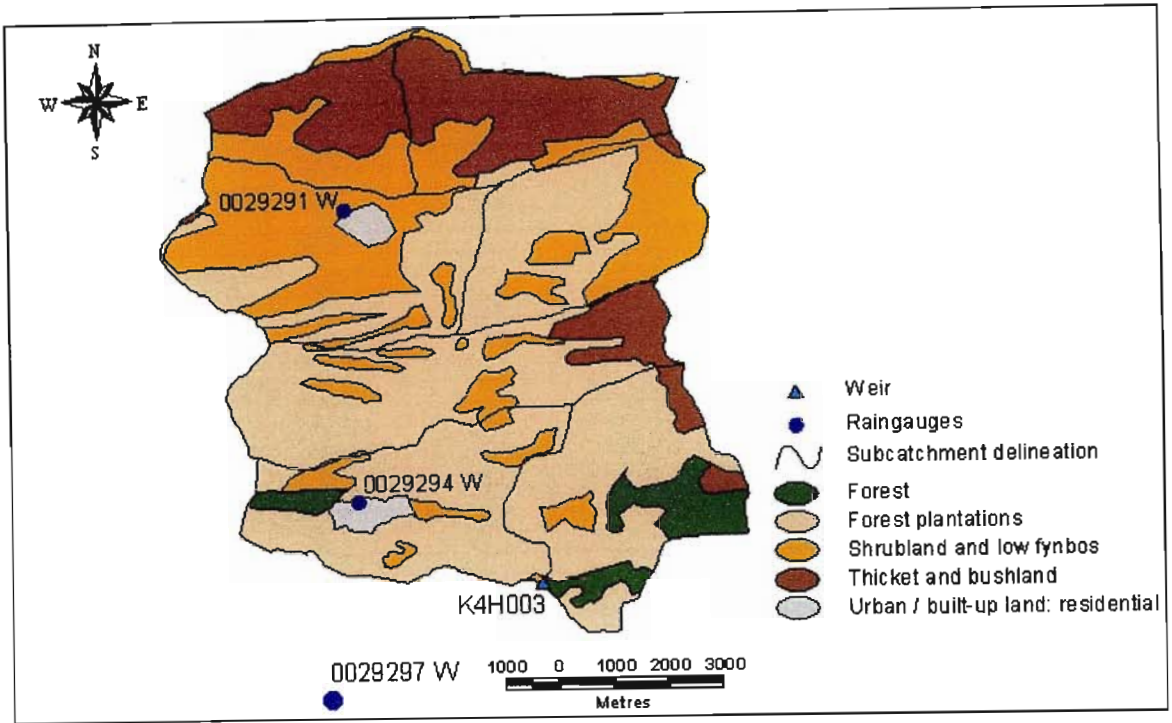 N
W E
S
0029291 W
Weir
Raingauges
Subcatchment delineation
0029294 W
Forest
Forest plantations
Shrubland and low fynbos
Thicket and bushland
K4H003
Urban / built-up land: residential
0029297 W
1000 0 1000 2000 3000
Metres